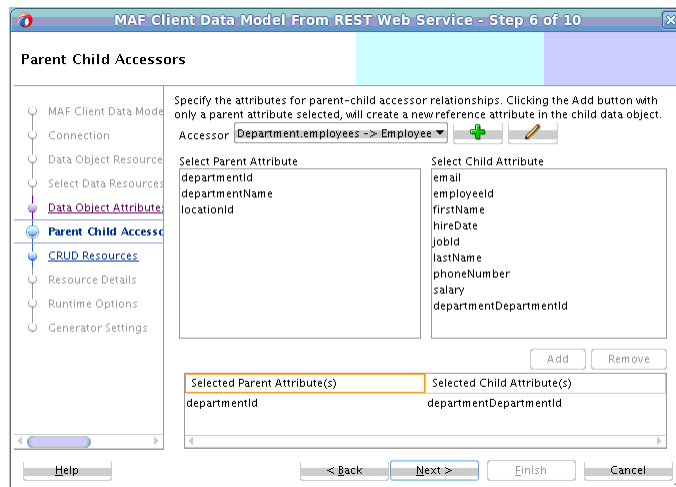 MAF Client Data Model From REST Web Service - Step 6 of 10
Parent Child Accessors
MAF Client Data Mode
Connection
Data Object Resource
Select Data Resources
Data Object Attribute
Parent Child Accesso
CRUD Resources
Resource Details
Runtime Options
Generator Settings
Specify the attributes for parent-child accessor relationships. Clicking the Add button with
only a parent attribute selected, will create a new reference attribute in the child data object.
Accessor Department.employees -> Employee
Select Parent Attribute
departmentId
departmentName
locationId
Select Child Attribute
email
employeeId
firstName
hireDate
jobId
lastName
phoneNumber
salary
departmentDepartmentId
Add Remove
Selected Parent Attribute(s) Selected Child Attribute(s)
departmentId departmentDepartmentId
Help < Back Next > Finish Cancel